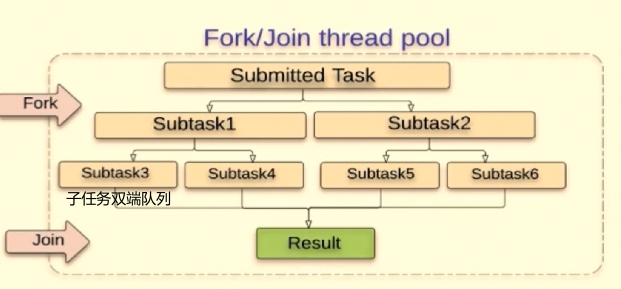 Fork/Join thread pool
Submitted Task
Fork
Subtask1
Subtask2
Subtask3
Subtask4
Subtask5
Subtask6
子任务双端队列
Join
Result